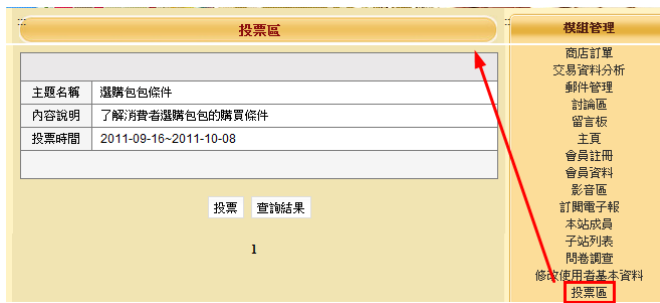 投票區
主題名稱 選購包包條件
內容說明 了解消費者選購包包的購買條件
投票時間 2011-09-16~2011-10-08
投票 查詢結果
1
模組管理
商店訂單
交易資料分析
郵件管理
討論區
留言板
主頁
會員註冊
會員資料
影音區
訂閱電子報
本站成員
子站列表
問卷調查
修改使用者基本資料
投票區